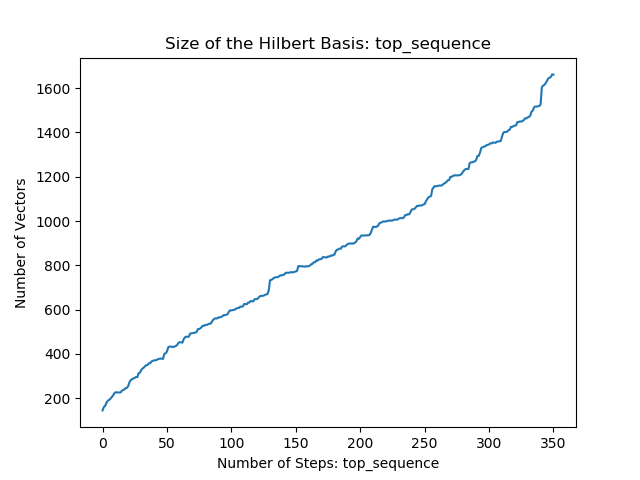 Size of the Hilbert Basis: top_sequence
1600
1400
1200
1000
800
600
400
200
Number of Vectors
0 50 100 150 200 250 300 350
Number of Steps: top_sequence